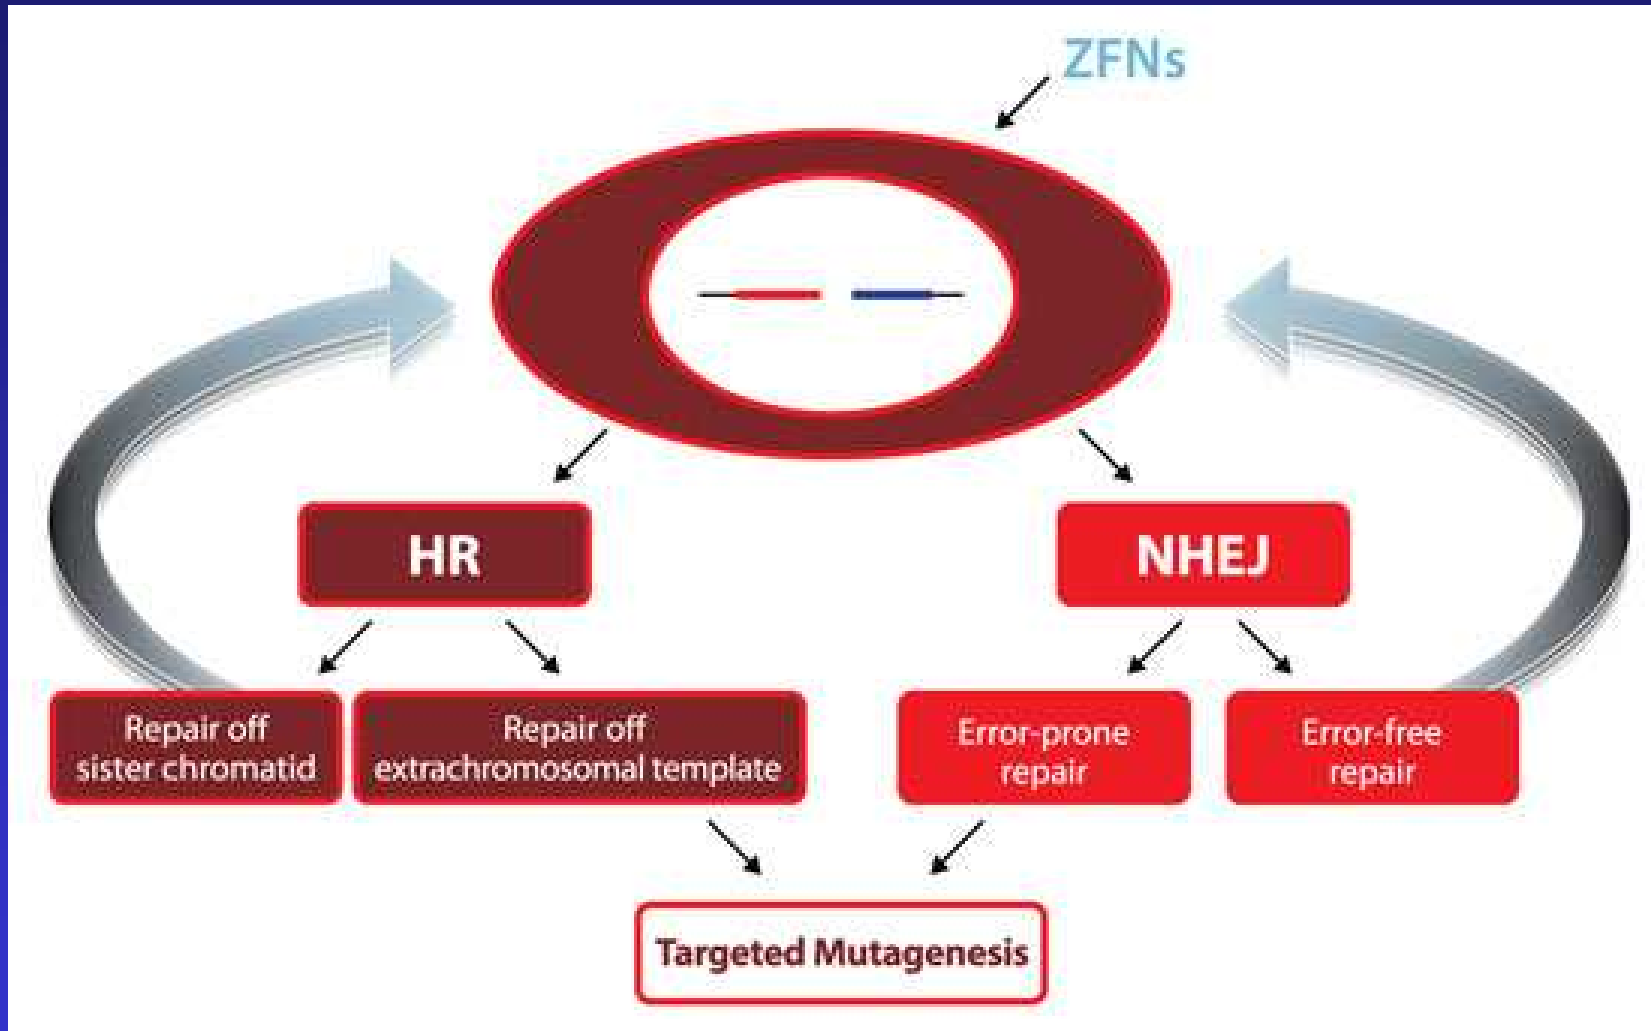 ZFNs
HR
NHEJ
Repair off
sister chromatid
Repair off
extrachromosomal template
Error-prone
repair
Error-free
repair
Targeted Mutagenesis